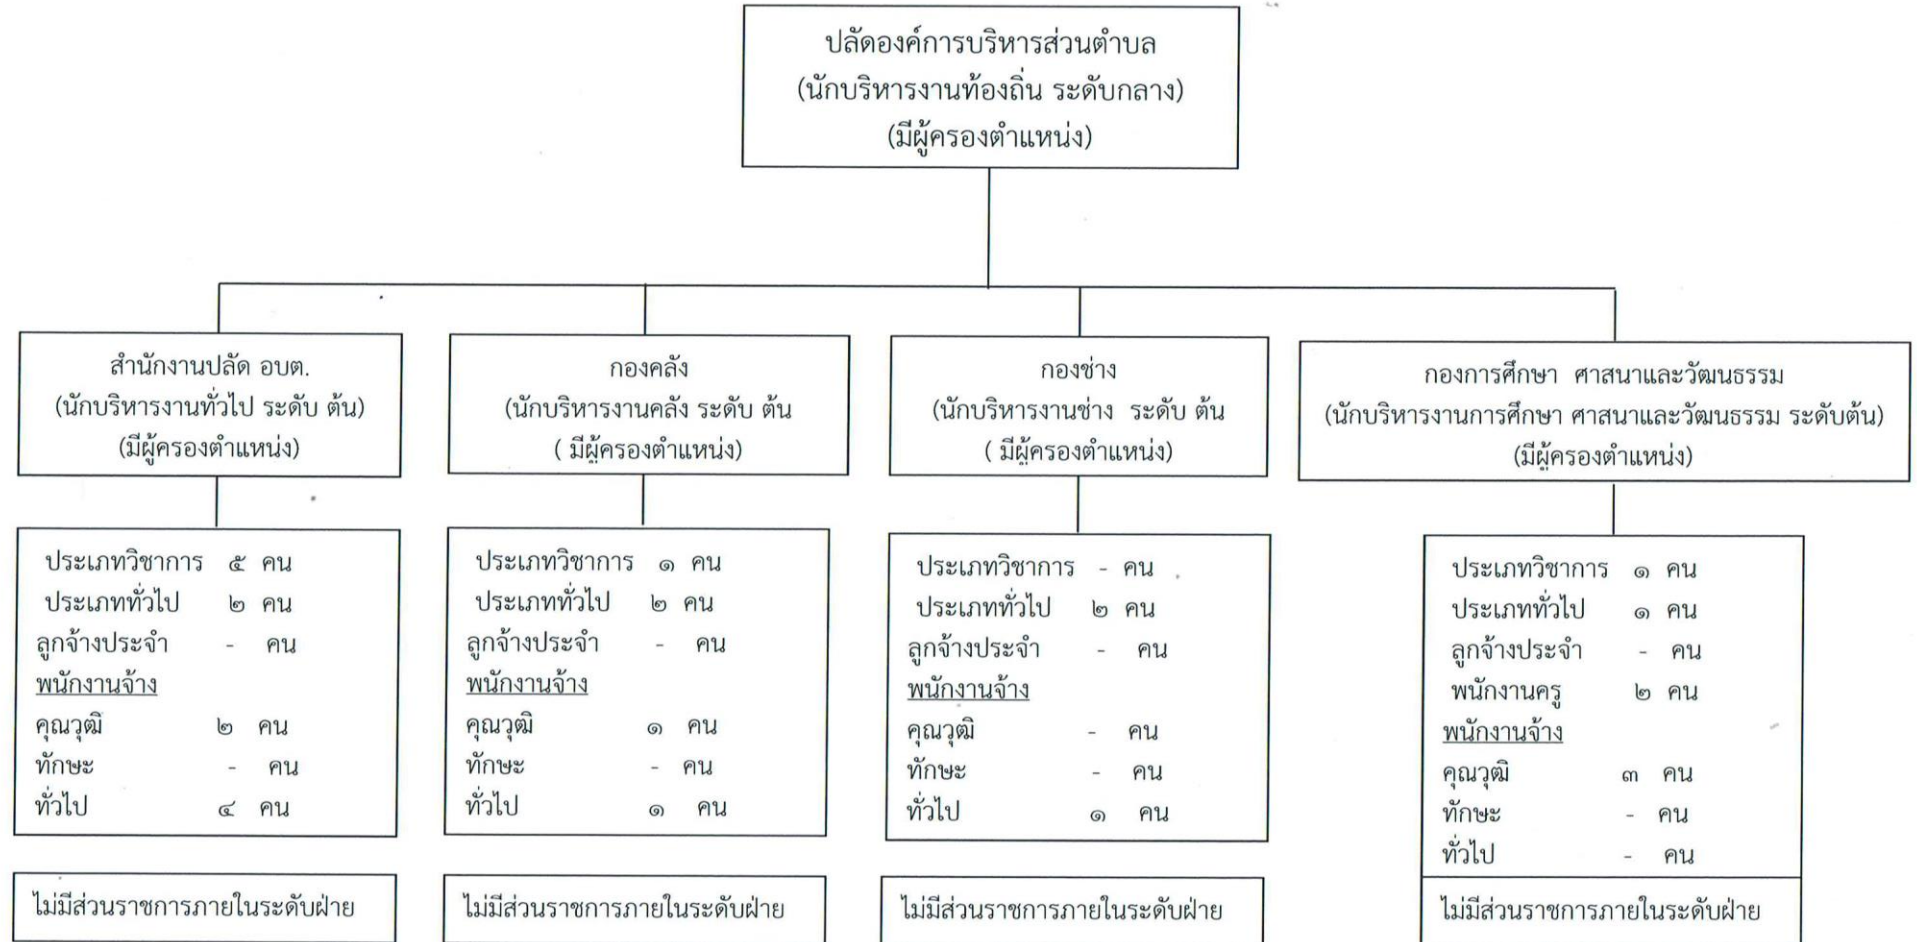 ปลัดองค์การบริหารส่วนตำบล
(นักบริหารงานท้องถิ่น ระดับกลาง)
(มีผู้ครองตำแหน่ง)
สำนักงานปลัด อบต.
(นักบริหารงานทั่วไป ระดับ ต้น)
(มีผู้ครองตำแหน่ง)
กองคลัง
(นักบริหารงานคลัง ระดับ ต้น
( มีผู้ครองตำแหน่ง)
กองช่าง
(นักบริหารงานช่าง ระดับ ต้น
( มีผู้ครองตำแหน่ง)
กองการศึกษา ศาสนาและวัฒนธรรม
(นักบริหารงานการศึกษา ศาสนาและวัฒนธรรม ระดับต้น)
(มีผู้ครองตำแหน่ง)
ประเภทวิชาการ ๕ คน
ประเภททั่วไป ๒ คน
ลูกจ้างประจำ - คน
พนักงานจ้าง
คุณวุฒิ ๒ คน
ทักษะ - คน
ทั่วไป ๔ คน
ประเภทวิชาการ ๑ คน
ประเภททั่วไป ๒ คน
ลูกจ้างประจำ - คน
พนักงานจ้าง
คุณวุฒิ ๑ คน
ทักษะ - คน
ทั่วไป ๑ คน
ประเภทวิชาการ - คน
ประเภททั่วไป ๒ คน
ลูกจ้างประจำ - คน
พนักงานจ้าง
คุณวุฒิ - คน
ทักษะ - คน
ทั่วไป ๑ คน
ประเภทวิชาการ ๑ คน
ประเภททั่วไป ๑ คน
ลูกจ้างประจำ - คน
พนักงานครู ๒ คน
พนักงานจ้าง
คุณวุฒิ ๓ คน
ทักษะ - คน
ทั่วไป - คน
ไม่มีส่วนราชการภายในระดับฝ่าย
ไม่มีส่วนราชการภายในระดับฝ่าย
ไม่มีส่วนราชการภายในระดับฝ่าย
ไม่มีส่วนราชการภายในระดับฝ่าย